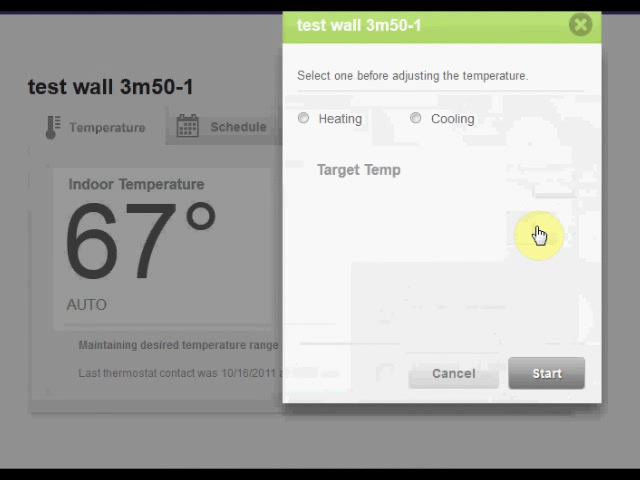 test wall 3m50-1
Select one before adjusting the temperature.
Heating
Cooling
Target Temp
Cancel
Start
test wall 3m50-1
Temperature
Schedule
Indoor Temperature
67°
AUTO
Maintaining desired temperature range
Last thermostat contact was 10/16/2011